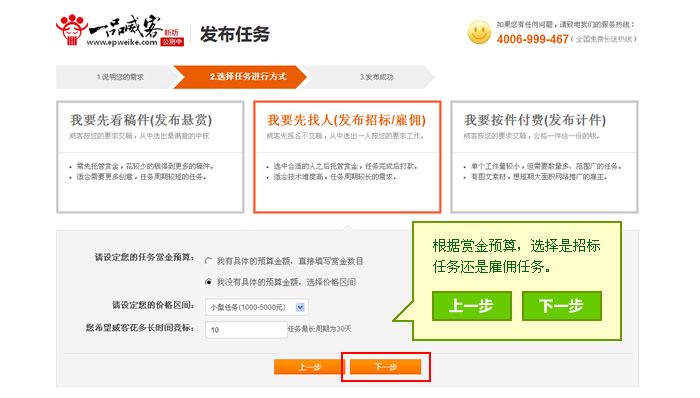 一品威客 新版
www.epweike.com 公测中
发布任务
如果您有任何问题，请致电我们的服务热线：
4006-999-467（全国免费长途热线）
1.说明您的需求
2.选择任务进行方式
3.发布成功
我要先看稿件(发布悬赏)
威客按您的要求交稿，从中选出最满意的中标
• 需先托管赏金，花较少的钱得到更多的稿件。
• 适合需要更多创意，任务周期较短的任务。
我要先找人(发布招标/雇佣)
威客先报名不交稿，从中选出一人按您的要求工作。
• 选中合适的人之后托管赏金，任务完成后打款。
• 适合技术难度高，任务周期较长的需求。
我要按件付费(发布计件)
威客按您的要求交稿，合格一件给一份的钱。
• 单个工作量较小，但需要数量多、范围广的任务。
• 有图文素材，想短期大面积网络推广的雇主。
请设定您的任务赏金预算：
我有具体的预算金额，直接填写赏金数目
我没有具体的预算金额，选择价格区间
请设定您的价格区间：
小型任务(1000-5000元)
您希望威客花多长时间竞标：
10
任务最长周期为30天
上一步
下一步
根据赏金预算，选择是招标
任务还是雇佣任务。
上一步
下一步